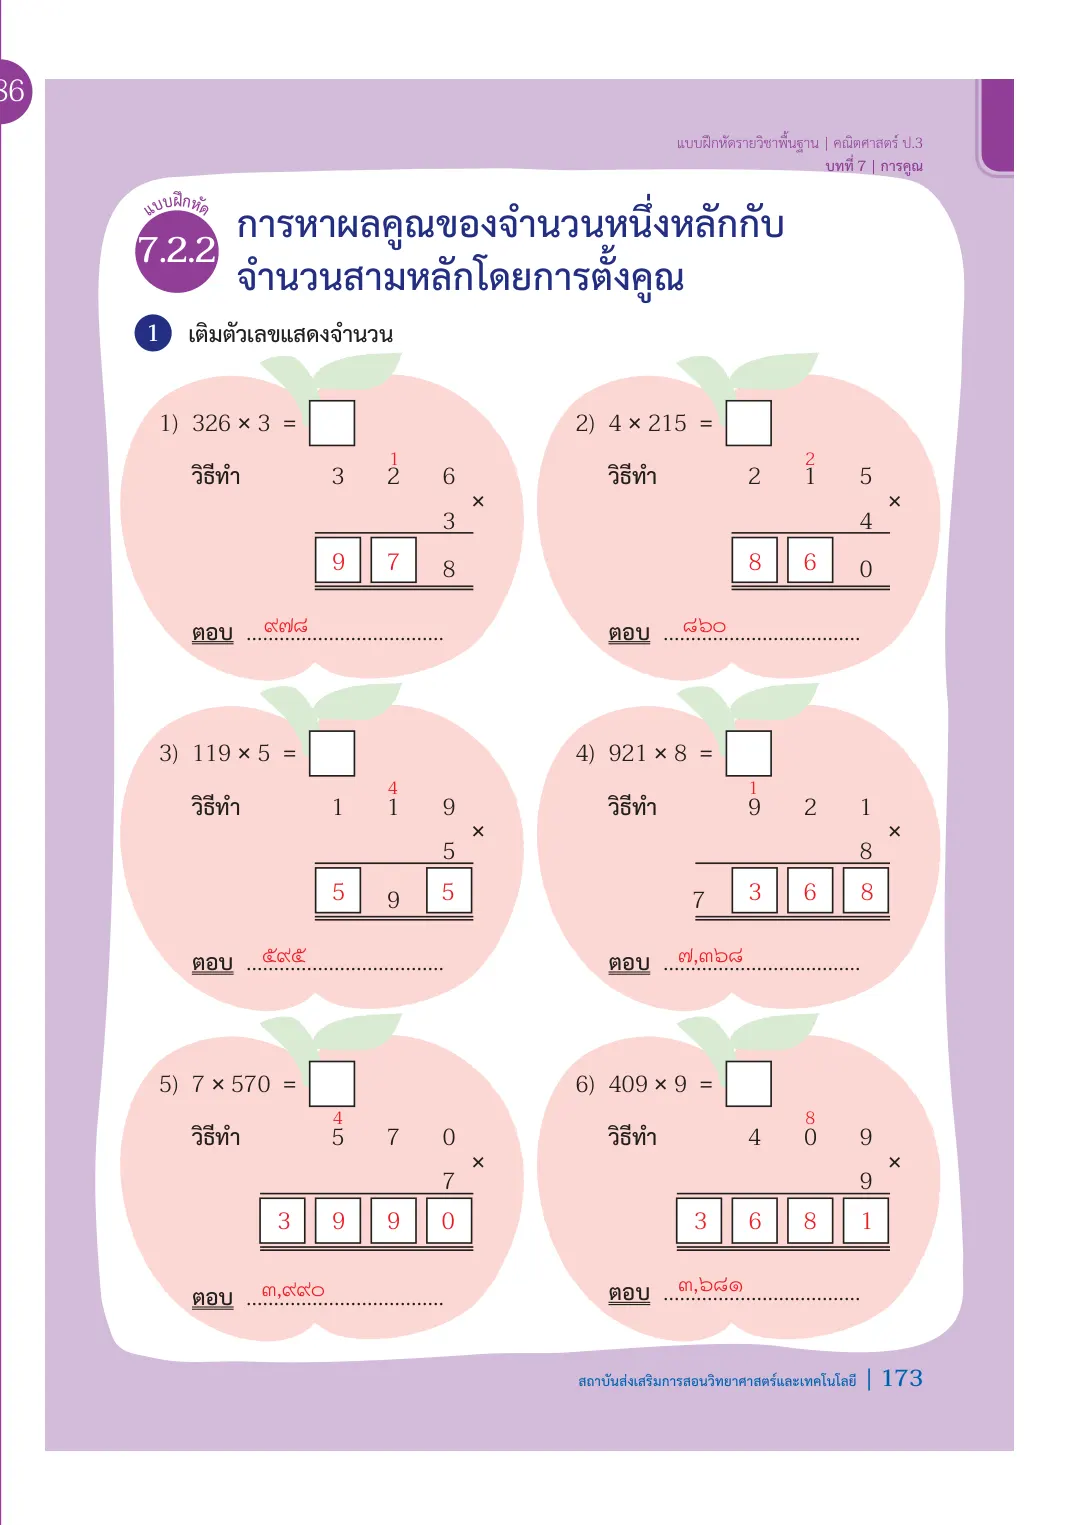 86
แบบฝึกหัดรายวิชาพื้นฐาน | คณิตศาสตร์ ป.3
บทที่ 7 | การคูณ
แบบฝึกหัด
7.2.2
การหาผลคูณของจำนวนหนึ่งหลักกับ
จำนวนสามหลักโดยการตั้งคูณ
1 เติมตัวเลขแสดงจำนวน
1) 326 × 3 =
1
วิธีทำ 3 2 6
×
3
9 7 8
ตอบ ๙๗๘
2) 4 × 215 =
2
วิธีทำ 2 1 5
×
4
8 6 0
ตอบ ๘๖๐
3) 119 × 5 =
4
วิธีทำ 1 1 9
×
5
5 9 5
ตอบ ๕๙๕
4) 921 × 8 =
1
วิธีทำ 9 2 1
×
8
7 3 6 8
ตอบ ๗,๓๖๘
5) 7 × 570 =
4
วิธีทำ 5 7 0
×
7
3 9 9 0
ตอบ ๓,๙๙๐
6) 409 × 9 =
8
วิธีทำ 4 0 9
×
9
3 6 8 1
ตอบ ๓,๖๘๑
สถาบันส่งเสริมการสอนวิทยาศาสตร์และเทคโนโลยี | 173